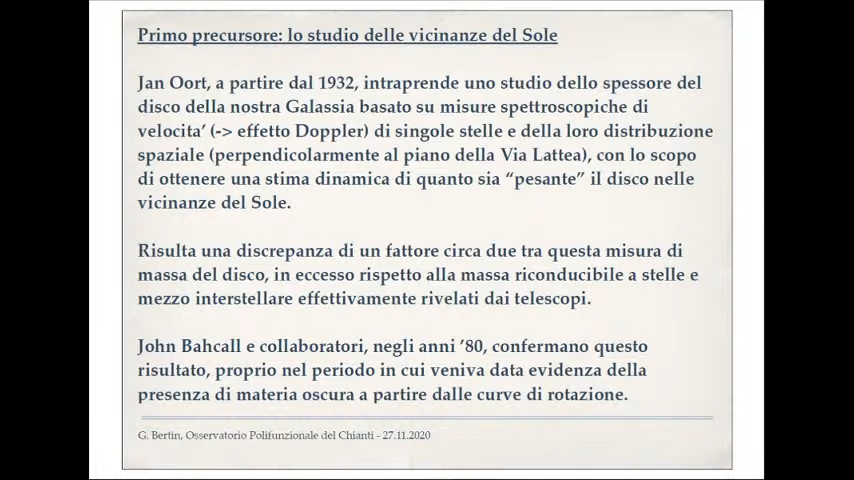 Primo precursore: lo studio delle vicinanze del Sole
Jan Oort, a partire dal 1932, intraprende uno studio dello spessore del
disco della nostra Galassia basato su misure spettroscopiche di
velocita’ (-> effetto Doppler) di singole stelle e della loro distribuzione
spaziale (perpendicolarmente al piano della Via Lattea), con lo scopo
di ottenere una stima dinamica di quanto sia “pesante” il disco nelle
vicinanze del Sole.
Risulta una discrepanza di un fattore circa due tra questa misura di
massa del disco, in eccesso rispetto alla massa riconducibile a stelle e
mezzo interstellare effettivamente rivelati dai telescopi.
John Bahcall e collaboratori, negli anni ’80, confermano questo
risultato, proprio nel periodo in cui veniva data evidenza della
presenza di materia oscura a partire dalle curve di rotazione.
G. Bertin, Osservatorio Polifunzionale del Chianti - 27.11.2020